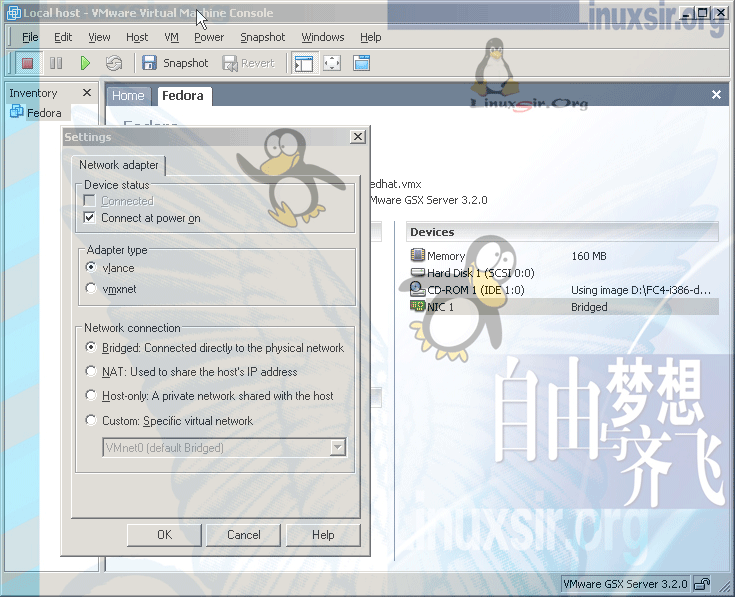 Local host - VMware Virtual Machine Console
inuxsir.org
File Edit View Host VM Power Snapshot Windows Help
Snapshot Revert
LinuxSir.Org
Inventory
Home Fedora
Fedora
Fedora
Settings
Network adapter
Device status
Connected
Connect at power on
Adapter type
vlance
vmxnet
Network connection
Bridged: Connected directly to the physical network
NAT: Used to share the host's IP address
Host-only: A private network shared with the host
Custom: Specific virtual network
VMnet0 (default Bridged)
OK Cancel Help
edhat.vmx
Mware GSX Server 3.2.0
Devices
Memory 160 MB
Hard Disk 1 (SCSI 0:0)
CD-ROM 1 (IDE 1:0) Using image D:\FC4-i386-d...
NIC 1 Bridged
自由与梦想齐飞
inuxsir.org
VMware GSX Server 3.2.0